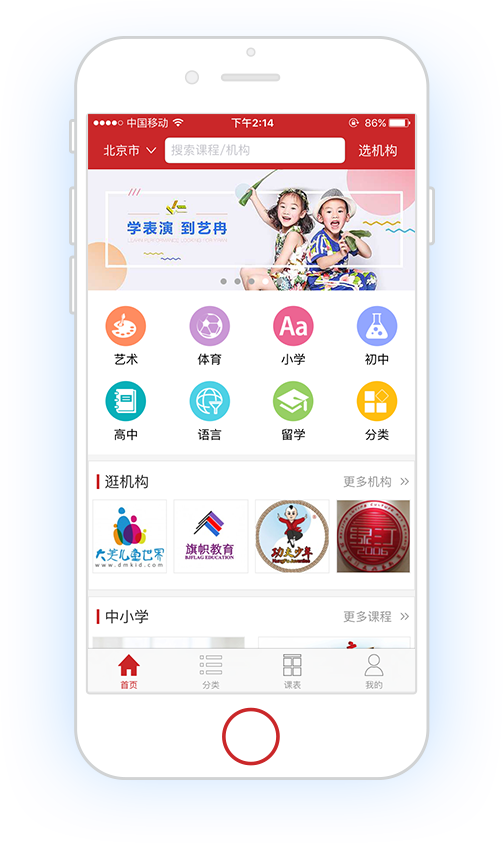 中国移动
下午2:14
86%
北京市
搜索课程/机构
选机构
学表演 到艺冉
Aa
艺术
体育
小学
初中
高中
语言
留学
分类
逛机构
更多机构 »
大芝儿童世界
www.dmkid.com
旗帜教育
BJFLAG EDUCATION
功夫少年
2006
中小学
更多课程 »
首页
分类
课表
我的